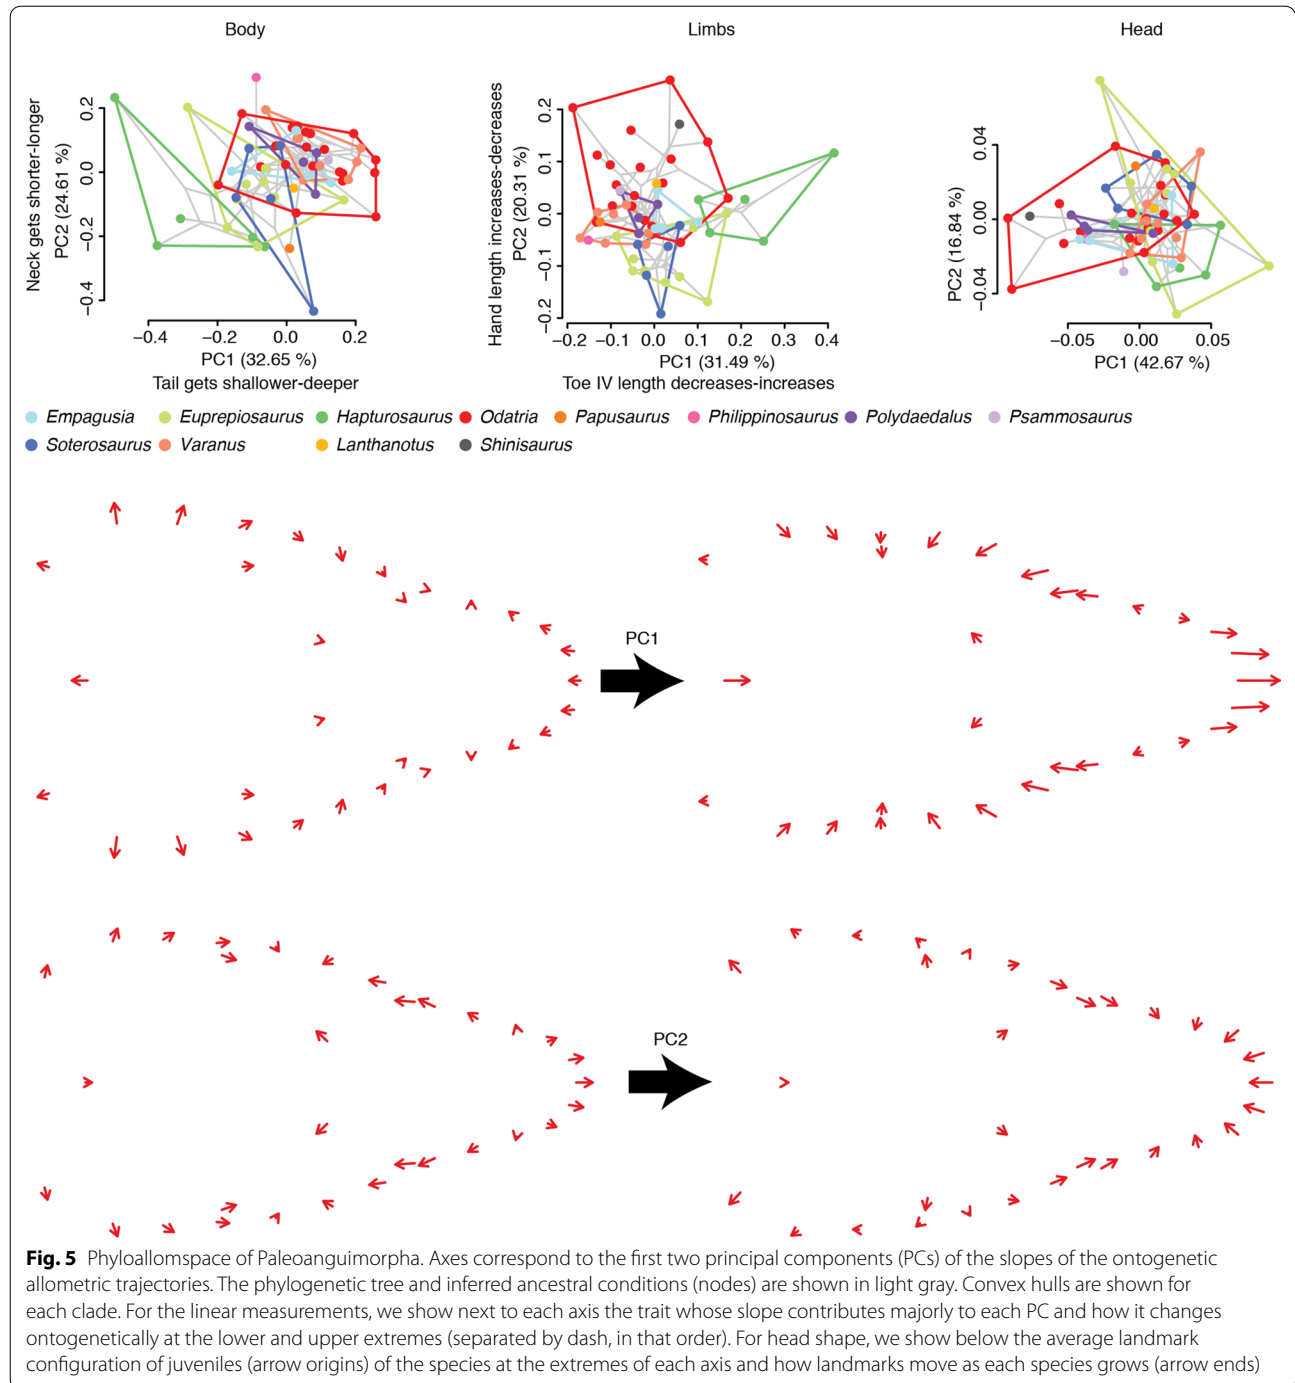 Body
Limbs
Head
Neck gets shorter-longer
PC2 (24.61 %)
0.2
0.0
−0.2
−0.4
−0.4
−0.2
0.0
0.2
PC1 (32.65 %)
Tail gets shallower-deeper
Hand length increases-decreases
PC2 (20.31 %)
0.2
0.1
0.0
−0.1
−0.2
−0.2
−0.1
0.0
0.1
0.2
0.3
0.4
PC1 (31.49 %)
Toe IV length decreases-increases
PC2 (16.84 %)
0.04
0.00
−0.04
−0.05
0.00
0.05
PC1 (42.67 %)
Empagusia Euprepiosaurus Hapturosaurus Odatria Papusaurus Philippinosaurus Polydaedalus Psammosaurus
Soterosaurus Varanus Lanthanotus Shinisaurus
PC1
PC2
Fig. 5 Phyloallomspace of Paleoanguimorpha. Axes correspond to the first two principal components (PCs) of the slopes of the ontogenetic
allometric trajectories. The phylogenetic tree and inferred ancestral conditions (nodes) are shown in light gray. Convex hulls are shown for
each clade. For the linear measurements, we show next to each axis the trait whose slope contributes majorly to each PC and how it changes
ontogenetically at the lower and upper extremes (separated by dash, in that order). For head shape, we show below the average landmark
configuration of juveniles (arrow origins) of the species at the extremes of each axis and how landmarks move as each species grows (arrow ends)